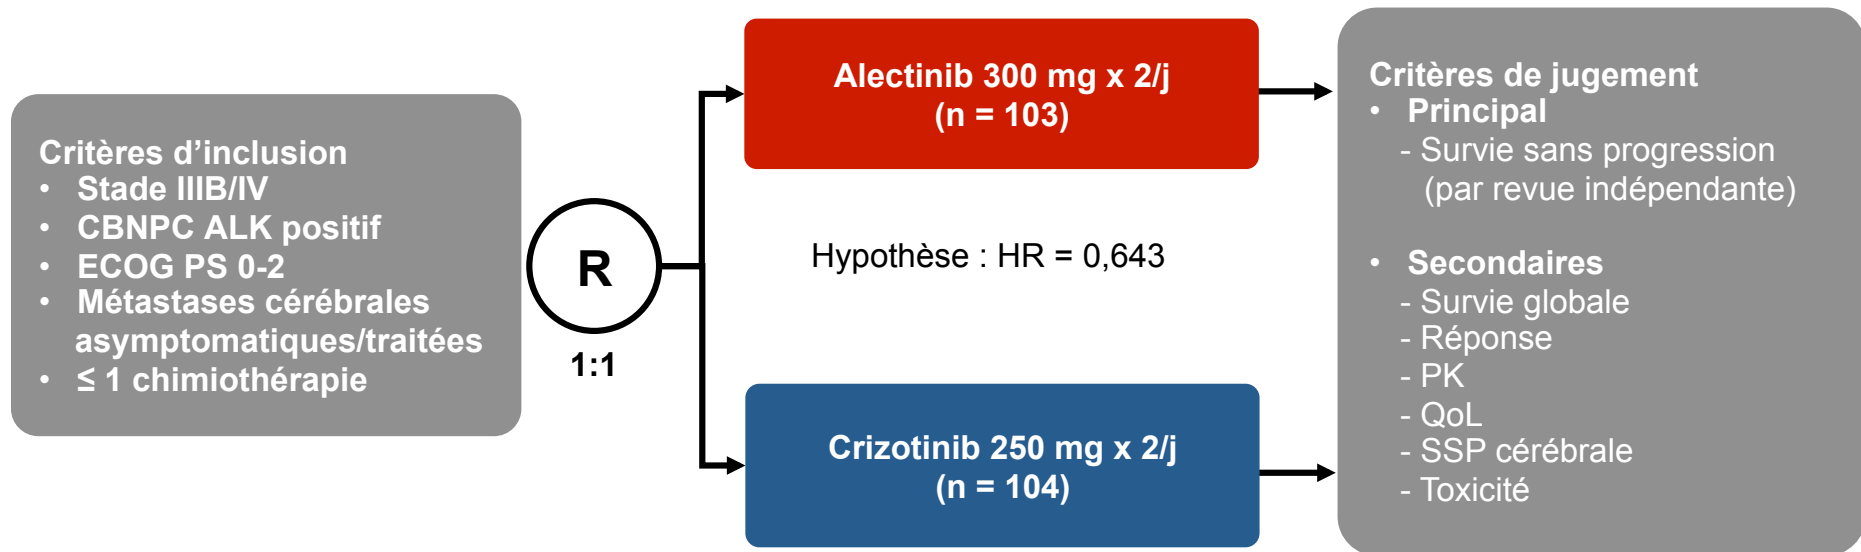 Critères d’inclusion
• Stade IIIB/IV
• CBNPC ALK positif
• ECOG PS 0-2
• Métastases cérébrales
asymptomatiques/traitées
• ≤ 1 chimiothérapie
R
1:1
Alectinib 300 mg x 2/j
(n = 103)
Hypothèse : HR = 0,643
Crizotinib 250 mg x 2/j
(n = 104)
Critères de jugement
• Principal
- Survie sans progression
(par revue indépendante)
• Secondaires
- Survie globale
- Réponse
- PK
- QoL
- SSP cérébrale
- Toxicité